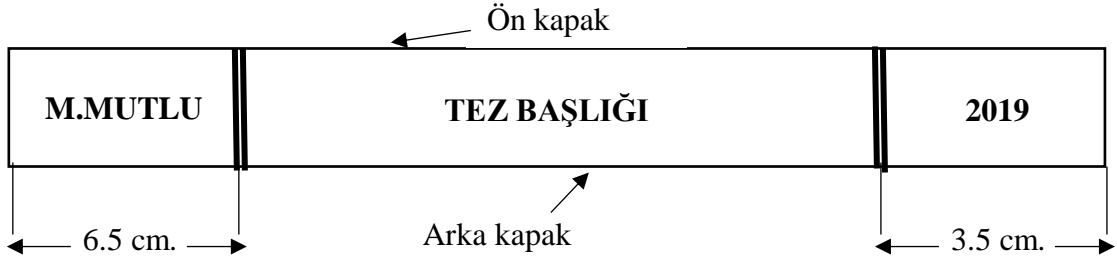 Ön kapak
M.MUTLU TEZ BAŞLIĞI 2019
6.5 cm. Arka kapak 3.5 cm.